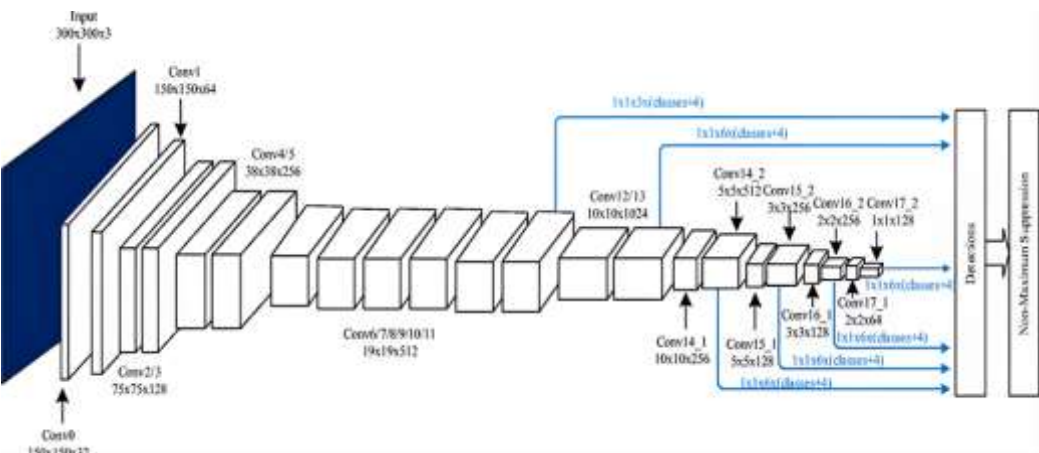 Input
300x300x3
Conv1
150x150x64
Conv4/5
38x38x256
Conv2/3
75x75x128
Conv0
150x150x32
Conv6/7/8/9/10/11
19x19x512
Conv12/13
10x10x1024
Conv14_1
10x10x256
Conv14_2
5x5x512
Conv15_1
5x5x128
Conv15_2
3x3x256
Conv16_1
3x3x128
Conv16_2
2x2x256
Conv17_1
2x2x64
Conv17_2
1x1x128
1x1x3x(classes+4)
1x1x6x(classes+4)
1x1x6x(classes+4)
1x1x6x(classes+4)
1x1x6x(classes+4)
1x1x6x(classes+4)
Detections
Non-Maximum Suppression